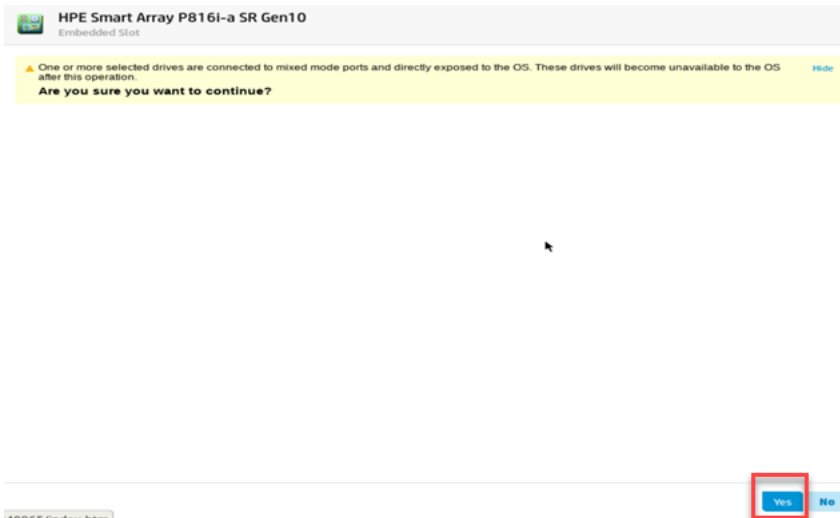 HPE Smart Array P816i-a SR Gen10
Embedded Slot
One or more selected drives are connected to mixed mode ports and directly exposed to the OS. These drives will become unavailable to the OS
after this operation.
Hide
Are you sure you want to continue?
Yes
No